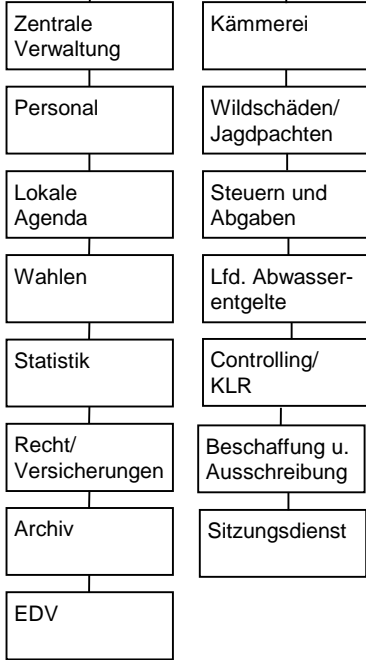 Zentrale
Verwaltung
Personal
Lokale
Agenda
Wahlen
Statistik
Recht/
Versicherungen
Archiv
EDV
Kämmerei
Wildschäden/
Jagdpachten
Steuern und
Abgaben
Lfd. Abwasser-
entgelte
Controlling/
KLR
Beschaffung u.
Ausschreibung
Sitzungsdienst